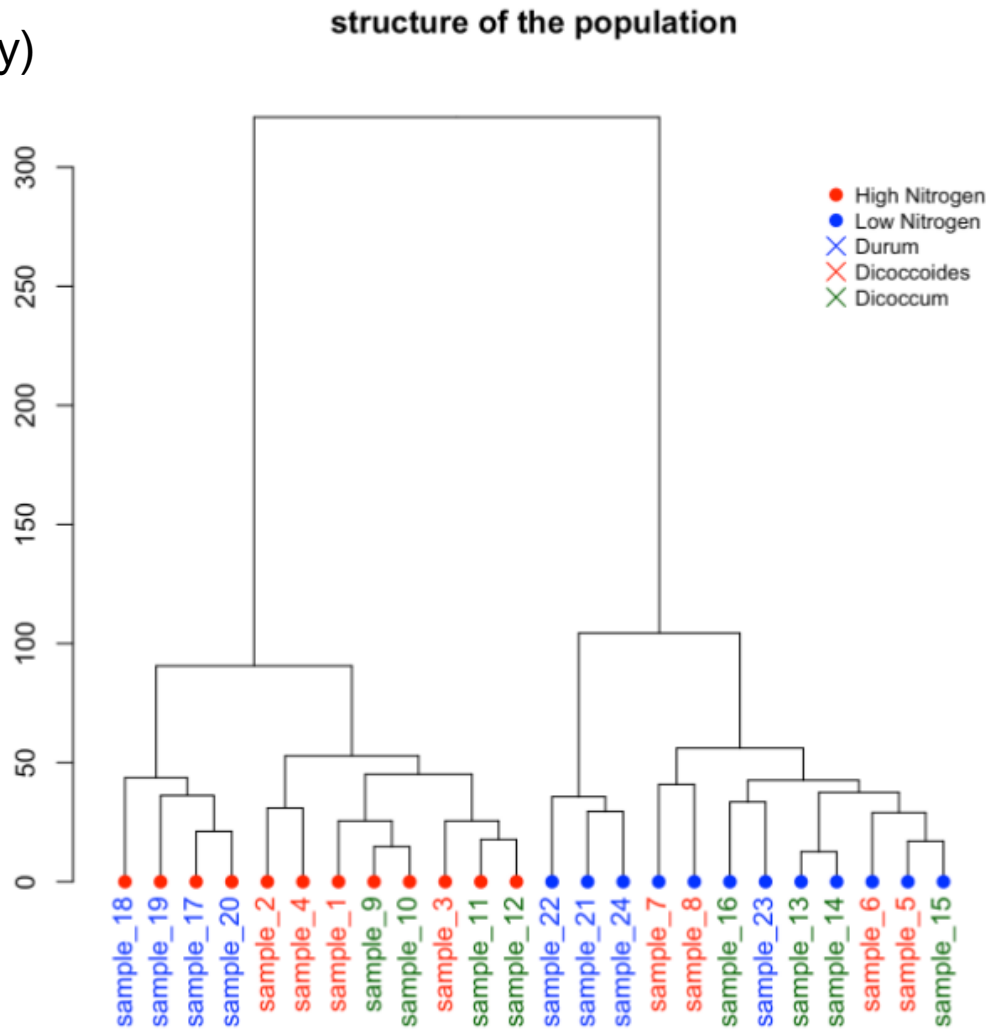 structure of the population
y)
300
250
200
150
100
50
0
High Nitrogen
Low Nitrogen
Durum
Dicoccoides
Dicoccum
sample_18
sample_19
sample_17
sample_20
sample_2
sample_4
sample_1
sample_9
sample_10
sample_3
sample_11
sample_12
sample_22
sample_21
sample_24
sample_7
sample_8
sample_16
sample_23
sample_13
sample_14
sample_6
sample_5
sample_15